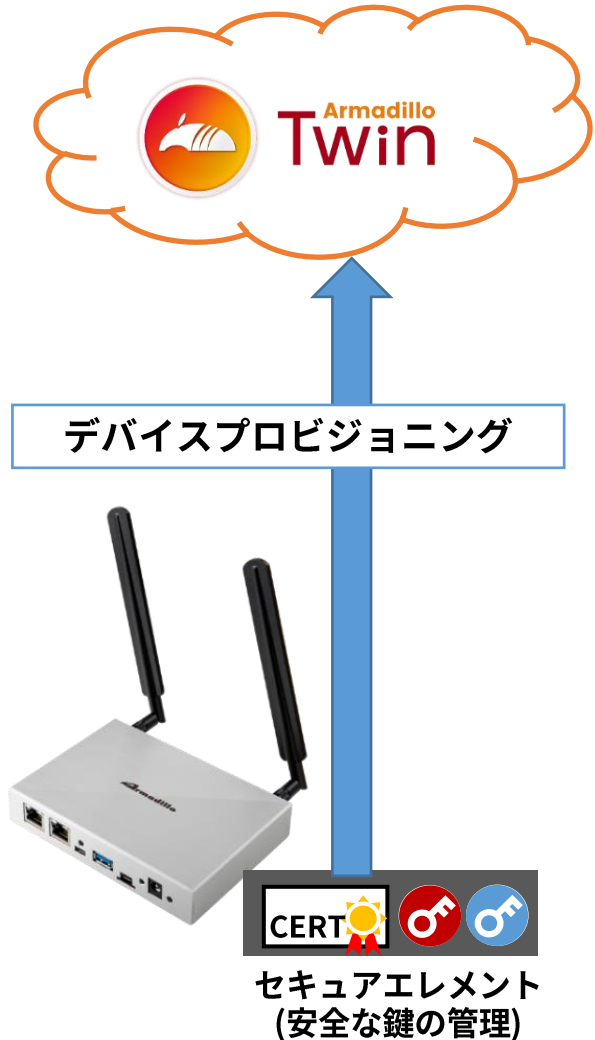 Armadillo
Twin
デバイスプロビジョニング
Armadillo
CERT
セキュアエレメント
(安全な鍵の管理)